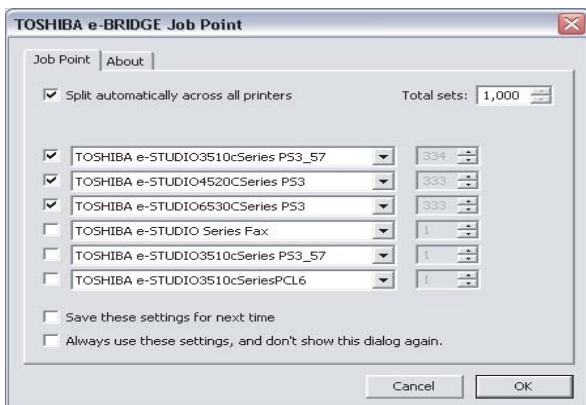 TOSHIBA e-BRIDGE Job Point
Job Point About
Split automatically across all printers Total sets: 1,000
TOSHIBA e-STUDIO3510cSeries PS3_57 334
TOSHIBA e-STUDIO4520CSeries PS3 333
TOSHIBA e-STUDIO6530CSeries PS3 333
TOSHIBA e-STUDIO Series Fax 1
TOSHIBA e-STUDIO3510cSeries PS3_57 1
TOSHIBA e-STUDIO3510cSeriesPCL6 1
Save these settings for next time
Always use these settings, and don't show this dialog again.
Cancel OK